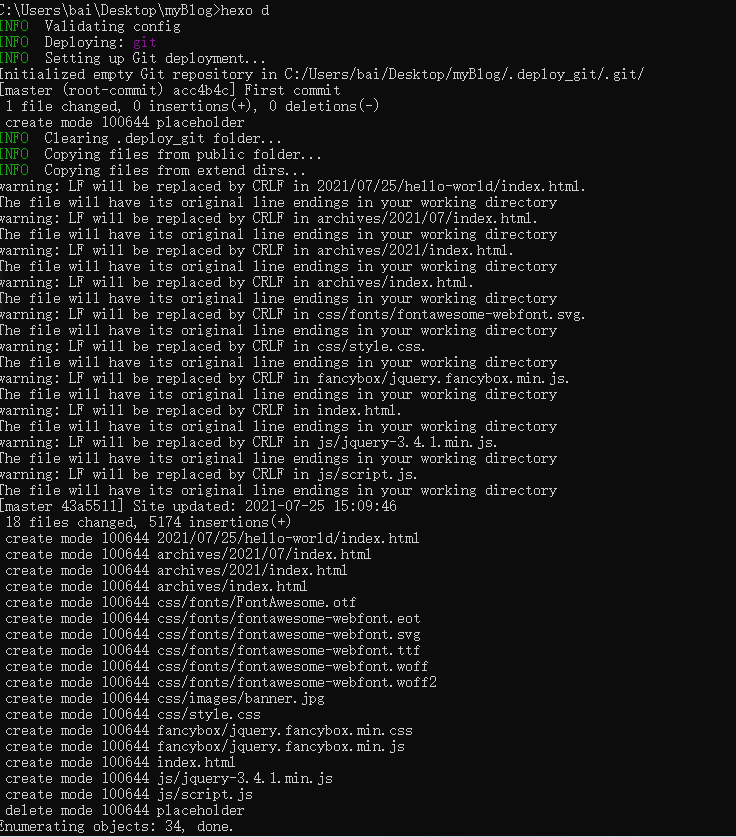 C:\Users\bai\Desktop\myBlog>hexo d
INFO  Validating config
INFO  Deploying: git
INFO  Setting up Git deployment...
Initialized empty Git repository in C:/Users/bai/Desktop/myBlog/.deploy_git/.git/
[master (root-commit) acc4b4c] First commit
 1 file changed, 0 insertions(+), 0 deletions(-)
 create mode 100644 placeholder
INFO  Clearing .deploy_git folder...
INFO  Copying files from public folder...
INFO  Copying files from extend dirs...
warning: LF will be replaced by CRLF in 2021/07/25/hello-world/index.html.
The file will have its original line endings in your working directory
warning: LF will be replaced by CRLF in archives/2021/07/index.html.
The file will have its original line endings in your working directory
warning: LF will be replaced by CRLF in archives/2021/index.html.
The file will have its original line endings in your working directory
warning: LF will be replaced by CRLF in archives/index.html.
The file will have its original line endings in your working directory
warning: LF will be replaced by CRLF in css/fonts/fontawesome-webfont.svg.
The file will have its original line endings in your working directory
warning: LF will be replaced by CRLF in css/style.css.
The file will have its original line endings in your working directory
warning: LF will be replaced by CRLF in fancybox/jquery.fancybox.min.js.
The file will have its original line endings in your working directory
warning: LF will be replaced by CRLF in index.html.
The file will have its original line endings in your working directory
warning: LF will be replaced by CRLF in js/jquery-3.4.1.min.js.
The file will have its original line endings in your working directory
warning: LF will be replaced by CRLF in js/script.js.
The file will have its original line endings in your working directory
[master 43a5511] Site updated: 2021-07-25 15:09:46
 18 files changed, 5174 insertions(+)
 create mode 100644 2021/07/25/hello-world/index.html
 create mode 100644 archives/2021/07/index.html
 create mode 100644 archives/2021/index.html
 create mode 100644 archives/index.html
 create mode 100644 css/fonts/FontAwesome.otf
 create mode 100644 css/fonts/fontawesome-webfont.eot
 create mode 100644 css/fonts/fontawesome-webfont.svg
 create mode 100644 css/fonts/fontawesome-webfont.ttf
 create mode 100644 css/fonts/fontawesome-webfont.woff
 create mode 100644 css/fonts/fontawesome-webfont.woff2
 create mode 100644 css/images/banner.jpg
 create mode 100644 css/style.css
 create mode 100644 fancybox/jquery.fancybox.min.css
 create mode 100644 fancybox/jquery.fancybox.min.js
 create mode 100644 index.html
 create mode 100644 js/jquery-3.4.1.min.js
 create mode 100644 js/script.js
 delete mode 100644 placeholder
Enumerating objects: 34, done.